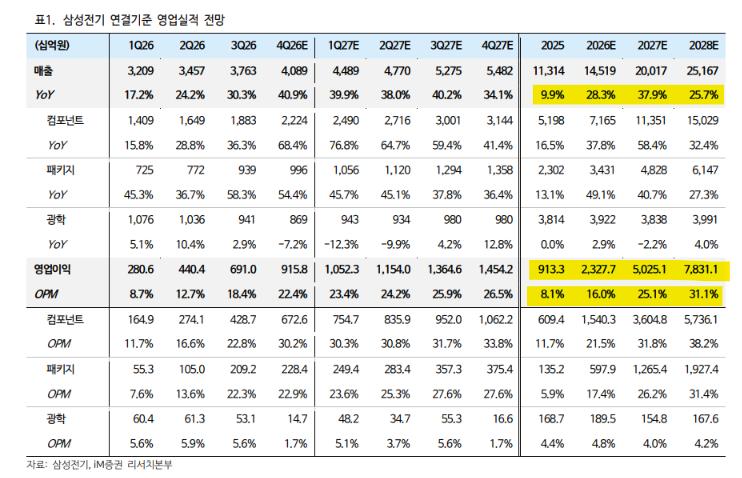 표1. 삼성전기 연결기준 영업실적 전망
(십억원) 1Q26 2Q26 3Q26 4Q26E 1Q27E 2Q27E 3Q27E 4Q27E 2025 2026E 2027E 2028E
매출 3,209 3,457 3,763 4,089 4,489 4,770 5,275 5,482 11,314 14,519 20,017 25,167
YoY 17.2% 24.2% 30.3% 40.9% 39.9% 38.0% 40.2% 34.1% 9.9% 28.3% 37.9% 25.7%
컴포넌트 1,409 1,649 1,883 2,224 2,490 2,716 3,001 3,144 5,198 7,165 11,351 15,029
YoY 15.8% 28.8% 36.3% 68.4% 76.8% 64.7% 59.4% 41.4% 16.5% 37.8% 58.4% 32.4%
패키지 725 772 939 996 1,056 1,120 1,294 1,358 2,302 3,431 4,828 6,147
YoY 45.3% 36.7% 58.3% 54.4% 45.7% 45.1% 37.8% 36.4% 13.1% 49.1% 40.7% 27.3%
광학 1,076 1,036 941 869 943 934 980 980 3,814 3,922 3,838 3,991
YoY 5.1% 10.4% 2.9% -7.2% -12.3% -9.9% 4.2% 12.8% 0.0% 2.9% -2.2% 4.0%
영업이익 280.6 440.4 691.0 915.8 1,052.3 1,154.0 1,364.6 1,454.2 913.3 2,327.7 5,025.1 7,831.1
OPM 8.7% 12.7% 18.4% 22.4% 23.4% 24.2% 25.9% 26.5% 8.1% 16.0% 25.1% 31.1%
컴포넌트 164.9 274.1 428.7 672.6 754.7 835.9 952.0 1,062.2 609.4 1,540.3 3,604.8 5,736.1
OPM 11.7% 16.6% 22.8% 30.2% 30.3% 30.8% 31.7% 33.8% 11.7% 21.5% 31.8% 38.2%
패키지 55.3 105.0 209.2 228.4 249.4 283.4 357.3 375.4 135.2 597.9 1,265.4 1,927.4
OPM 7.6% 13.6% 22.3% 22.9% 23.6% 25.3% 27.6% 27.6% 5.9% 17.4% 26.2% 31.4%
광학 60.4 61.3 53.1 14.7 48.2 34.7 55.3 16.6 168.7 189.5 154.8 167.6
OPM 5.6% 5.9% 5.6% 1.7% 5.1% 3.7% 5.6% 1.7% 4.4% 4.8% 4.0% 4.2%
자료: 삼성전기, iM증권 리서치본부